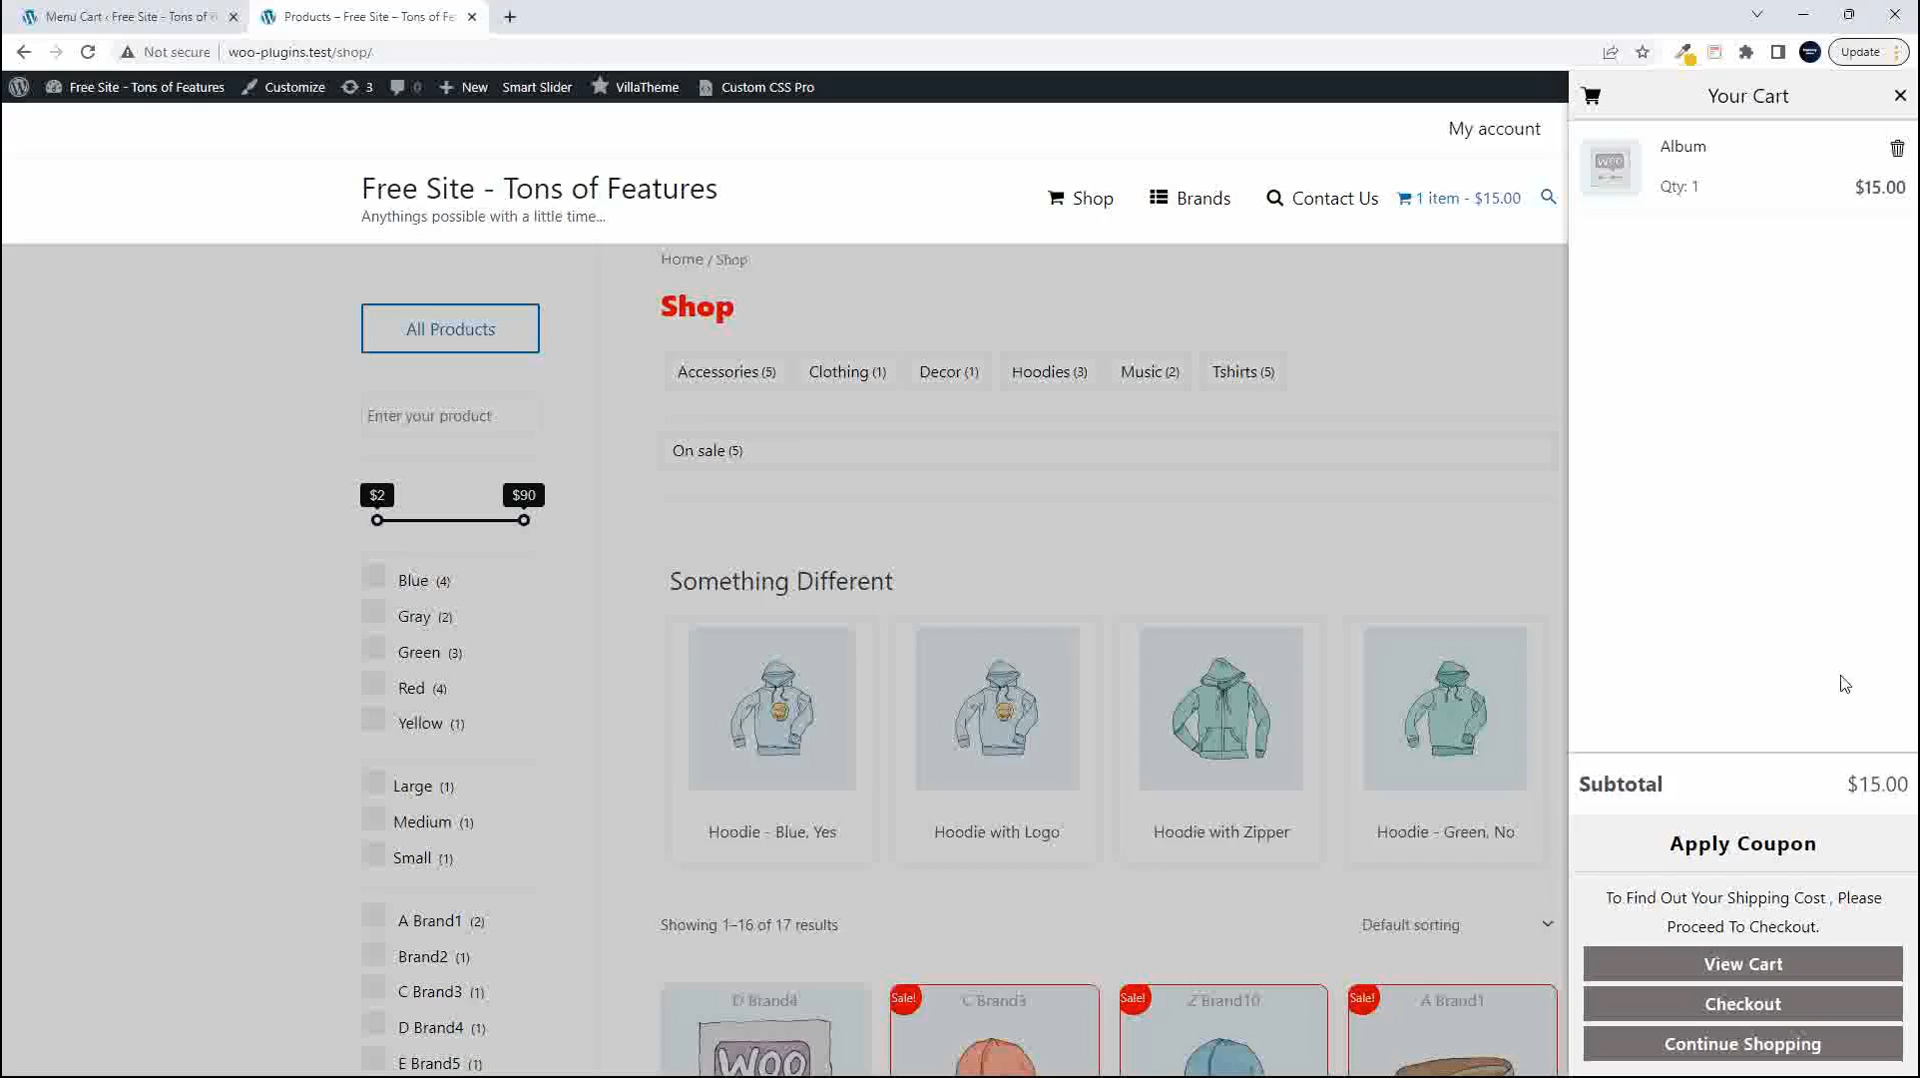 Menu Cart ‹ Free Site - Tons of
Products – Free Site – Tons of Fe
Not secure
woo-plugins.test/shop/
Update
Free Site - Tons of Features
Customize
3
0
New
Smart Slider
VillaTheme
Custom CSS Pro
My account
Free Site - Tons of Features
Anythings possible with a little time...
Shop
Brands
Contact Us
1 item - $15.00
Home / Shop
Shop
All Products
Accessories (5)
Clothing (1)
Decor (1)
Hoodies (3)
Music (2)
Tshirts (5)
Enter your product
On sale (5)
$2
$90
Blue (4)
Gray (2)
Green (3)
Red (4)
Yellow (1)
Large (1)
Medium (1)
Small (1)
A Brand1 (2)
Brand2 (1)
C Brand3 (1)
D Brand4 (1)
E Brand5 (1)
Something Different
Hoodie - Blue, Yes
Hoodie with Logo
Hoodie with Zipper
Hoodie - Green, No
Showing 1–16 of 17 results
Default sorting
D Brand4
WOO
Sale!
C Brand3
Sale!
Z Brand10
Sale!
A Brand1
Your Cart
WOO
Album
Qty: 1
$15.00
Subtotal
$15.00
Apply Coupon
To Find Out Your Shipping Cost , Please
Proceed To Checkout.
View Cart
Checkout
Continue Shopping